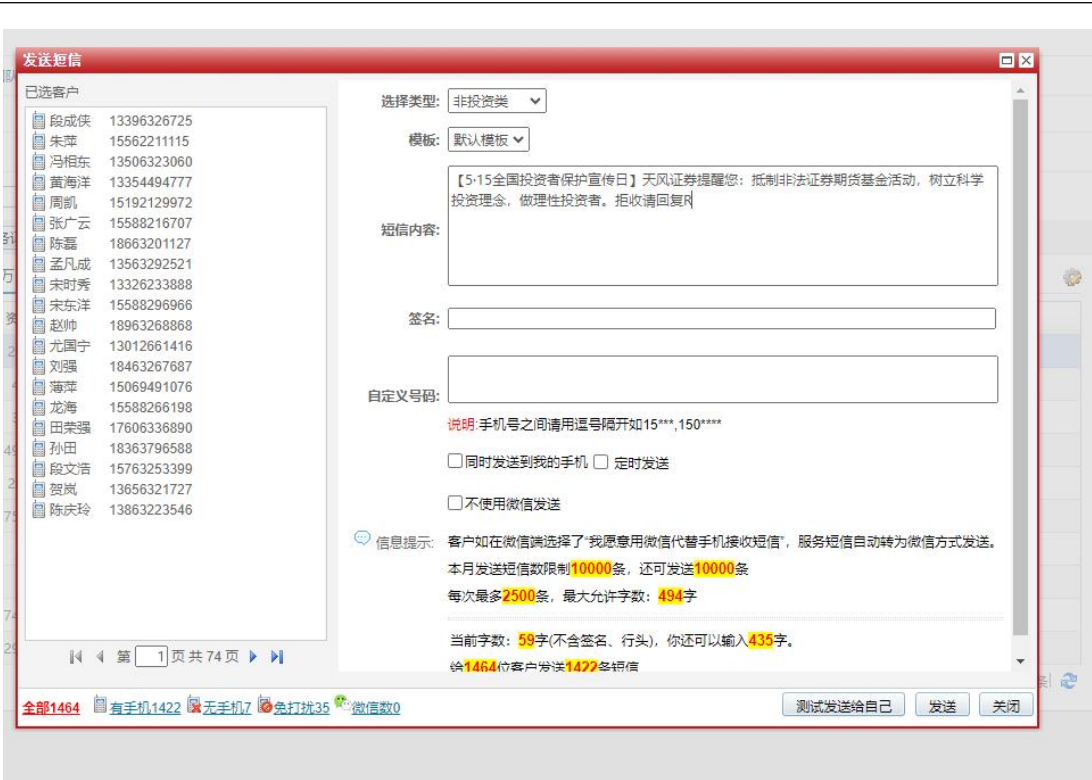 发送短信
已选客户
段成侠 13396326725
朱萍 15562211115
冯相东 13506323060
黄海洋 13354494777
周凯 15192129972
张广云 15588216707
陈磊 18663201127
孟凡成 13563292521
宋时秀 13326233888
宋东洋 15588296966
赵帅 18963268868
尤国宁 13012661416
刘强 18463267687
薄萍 15069491076
龙海 15588266198
田荣强 17606336890
孙田 18363796588
段文浩 15763253399
贺岚 13656321727
陈庆玲 13863223546
第 1 页共74页
选择类型: 非投资类
模板: 默认模板
短信内容:
【5·15全国投资者保护宣传日】天风证券提醒您：抵制非法证券期货基金活动，树立科学
投资理念，做理性投资者。拒收请回复R
签名:
自定义号码:
说明:手机号之间请用逗号隔开如15***,150****
同时发送到我的手机 定时发送
不使用微信发送
信息提示: 客户如在微信端选择了“我愿意用微信代替手机接收短信”，服务短信自动转为微信方式发送。
本月发送短信数限制10000条，还可发送10000条
每次最多2500条，最大允许字数：494字
当前字数：59字(不含签名、行头)，你还可以输入435字。
给1464位客户发送1422条短信
全部1464 有手机1422 无手机7 免打扰35 微信数0
测试发送给自己 发送 关闭